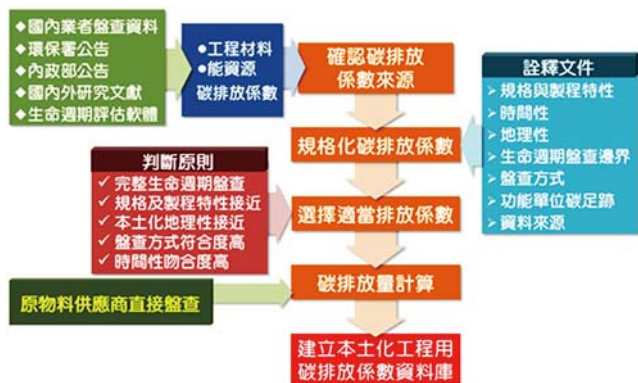 ◆國內業者盤查資料
◆環保署公告
◆內政部公告
◆國內外研究文獻
◆生命週期評估軟體
●工程材料
●能資源
碳排放係數
確認碳排放
係數來源
詮釋文件
➢規格與製程特性
➢時間性
➢地理性
➢生命週期盤查邊界
➢盤查方式
➢功能單位碳足跡
➢資料來源
規格化碳排放係數
判斷原則
✓完整生命週期盤查
✓規格及製程特性接近
✓本土化地理性接近
✓盤查方式符合度高
✓時間性吻合度高
選擇適當排放係數
原物料供應商直接盤查
碳排放量計算
建立本土化工程用
碳排放係數資料庫